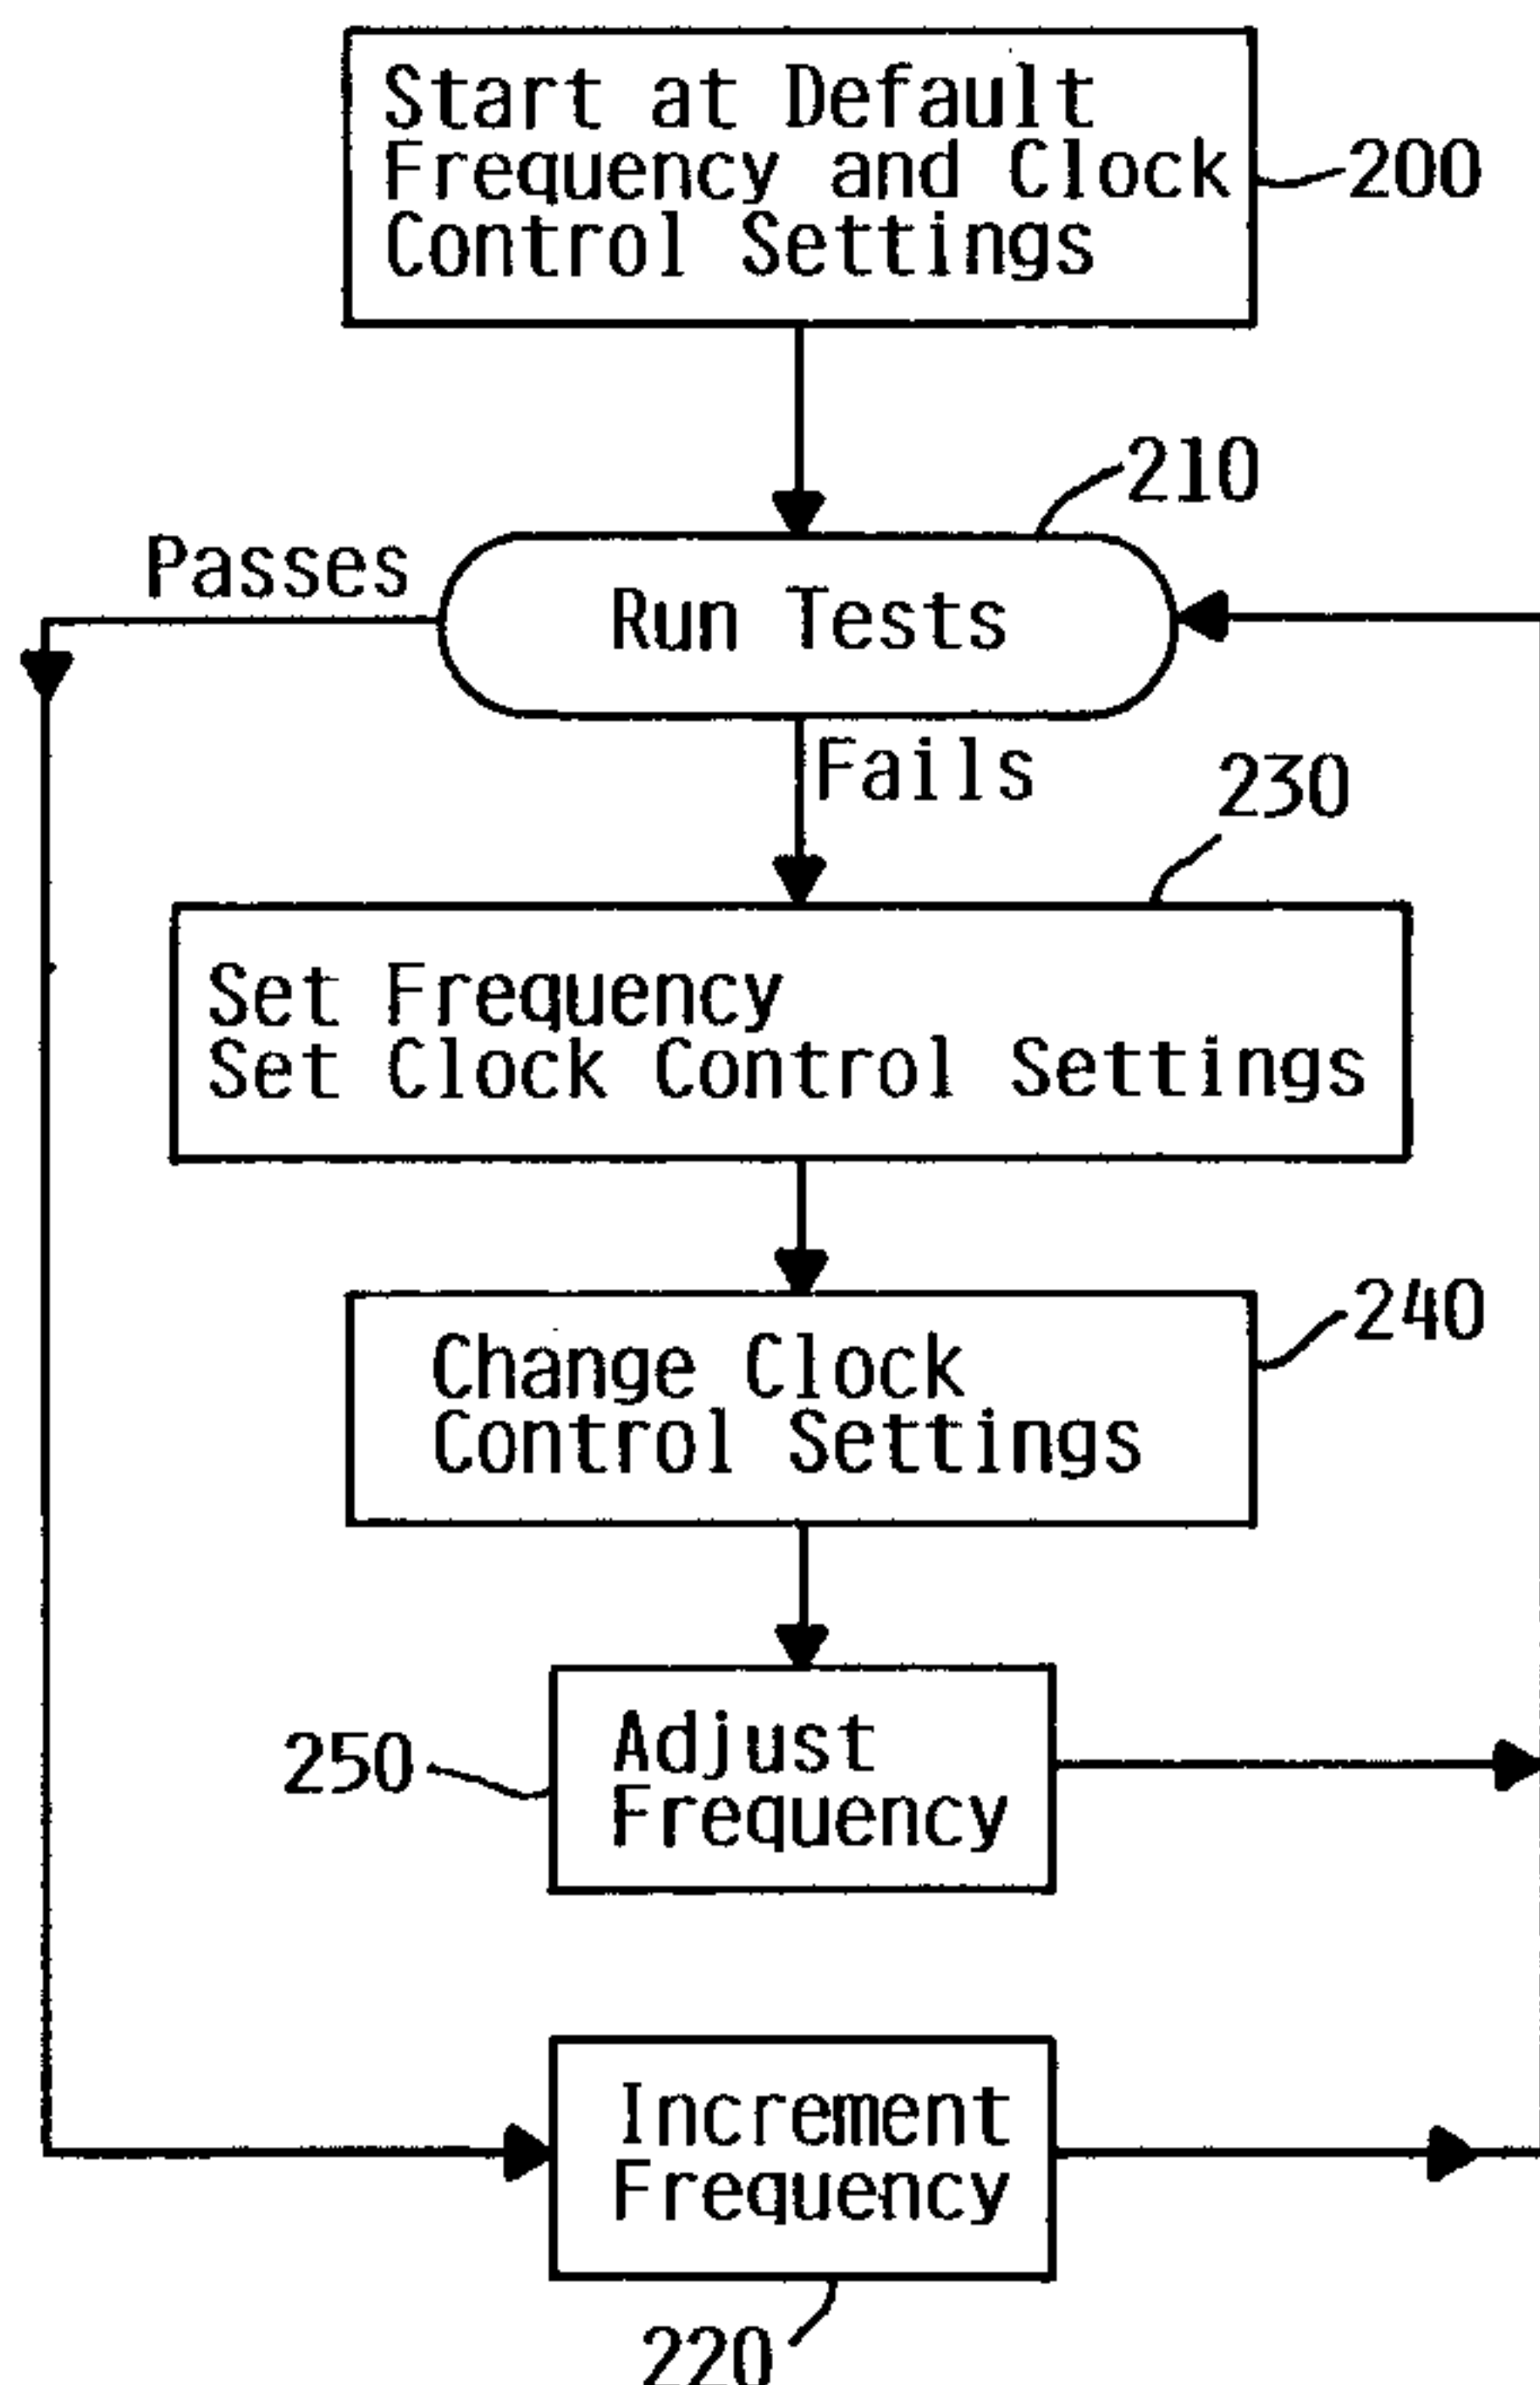 Start at Default
Frequency and Clock
Control Settings
200
210
Passes
Run Tests
Fails
230
Set Frequency
Set Clock Control Settings
240
Change Clock
Control Settings
250
Adjust
Frequency
Increment
Frequency
220